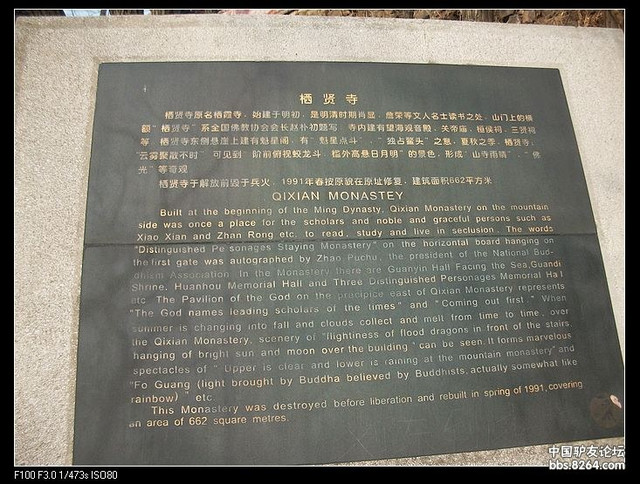 栖贤寺
栖贤寺原名栖霞寺，始建于明初，是明清时期肖显，詹荣等文人名士读书之处，山门上的横
额"栖贤寺"系全国佛教协会会长赵朴初题写，寺内建有望海观音殿，关帝庙，桓侯祠，三贤祠
等，栖贤寺东侧悬崖上建有魁星阁，有"魁星点斗"，"独占鳌头"之意，夏秋之季，栖贤寺，
"云雾聚散不时"可见到"阶前俯视蛟龙斗 槛外高悬日月明"的景色，形成"山寺雨晴"，"佛
光"等奇观
栖贤寺于解放前毁于兵火，1991年春按原貌在原址修复，建筑面积662平方米
QIXIAN MONASTEY
Built at the beginning of the Ming Dynasty, Qixian Monastery on the mountain
side was once a place for the scholars and noble and graceful persons such as
Xiao Xian and Zhan Rong etc. to read, study and live in seclusion. The words
"Distinguished Pe sonages Staying Monastery" on the horizontal board hanging on
the first gate was autographed by Zhao Puchu, the president of the National Bud-
dhism Association. In the Monastery there are Guanyin Hall Facing the Sea, Guandi
Shrine, Huanhou Memorial Hall and Three Distinguished Personages Memorial Hall
etc. The Pavilion of the God on the precipice east of Qixian Monastery represents
"The God names leading scholars of the times" and "Coming out first." When
summer is changing into fall and clouds collect and melt from time to time, over
the Qixian Monastery, scenery of "flightiness of flood dragons in front of the stairs,
hanging of bright sun and moon over the building" can be seen. It forms marvelous
spectacles of "Upper is clear and lower is raining at the mountain monastery" and
"Fo Guang (light brought by Buddha believed by Buddhists, actually somewhat like
rainbow)" etc.
This Monastery was destroyed before liberation and rebuilt in spring of 1991, covering
an area of 662 square metres.
中国驴友论坛
bbs.8264.com
F100 F3.0 1/473s ISO80